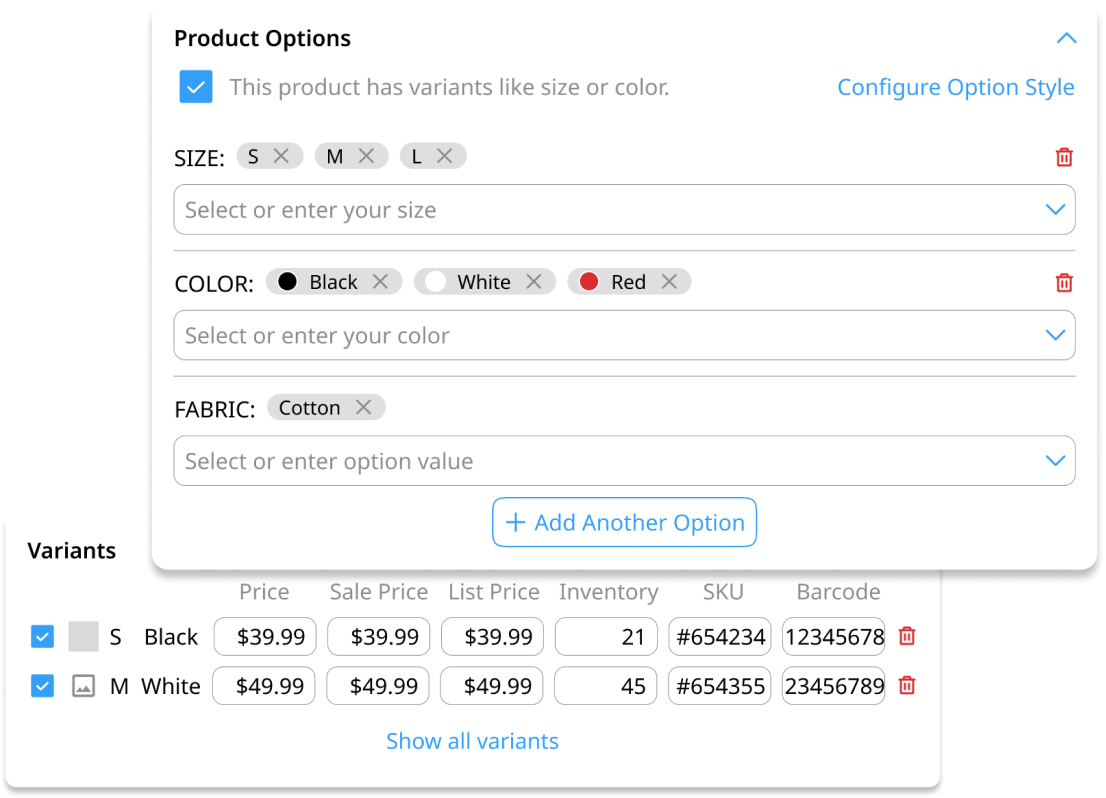 Product Options
This product has variants like size or color. Configure Option Style
SIZE: S M L
Select or enter your size
COLOR: Black White Red
Select or enter your color
FABRIC: Cotton
Select or enter option value
+ Add Another Option
Variants
Price Sale Price List Price Inventory SKU Barcode
S Black $39.99 $39.99 $39.99 21 #654234 12345678
M White $49.99 $49.99 $49.99 45 #654355 23456789
Show all variants